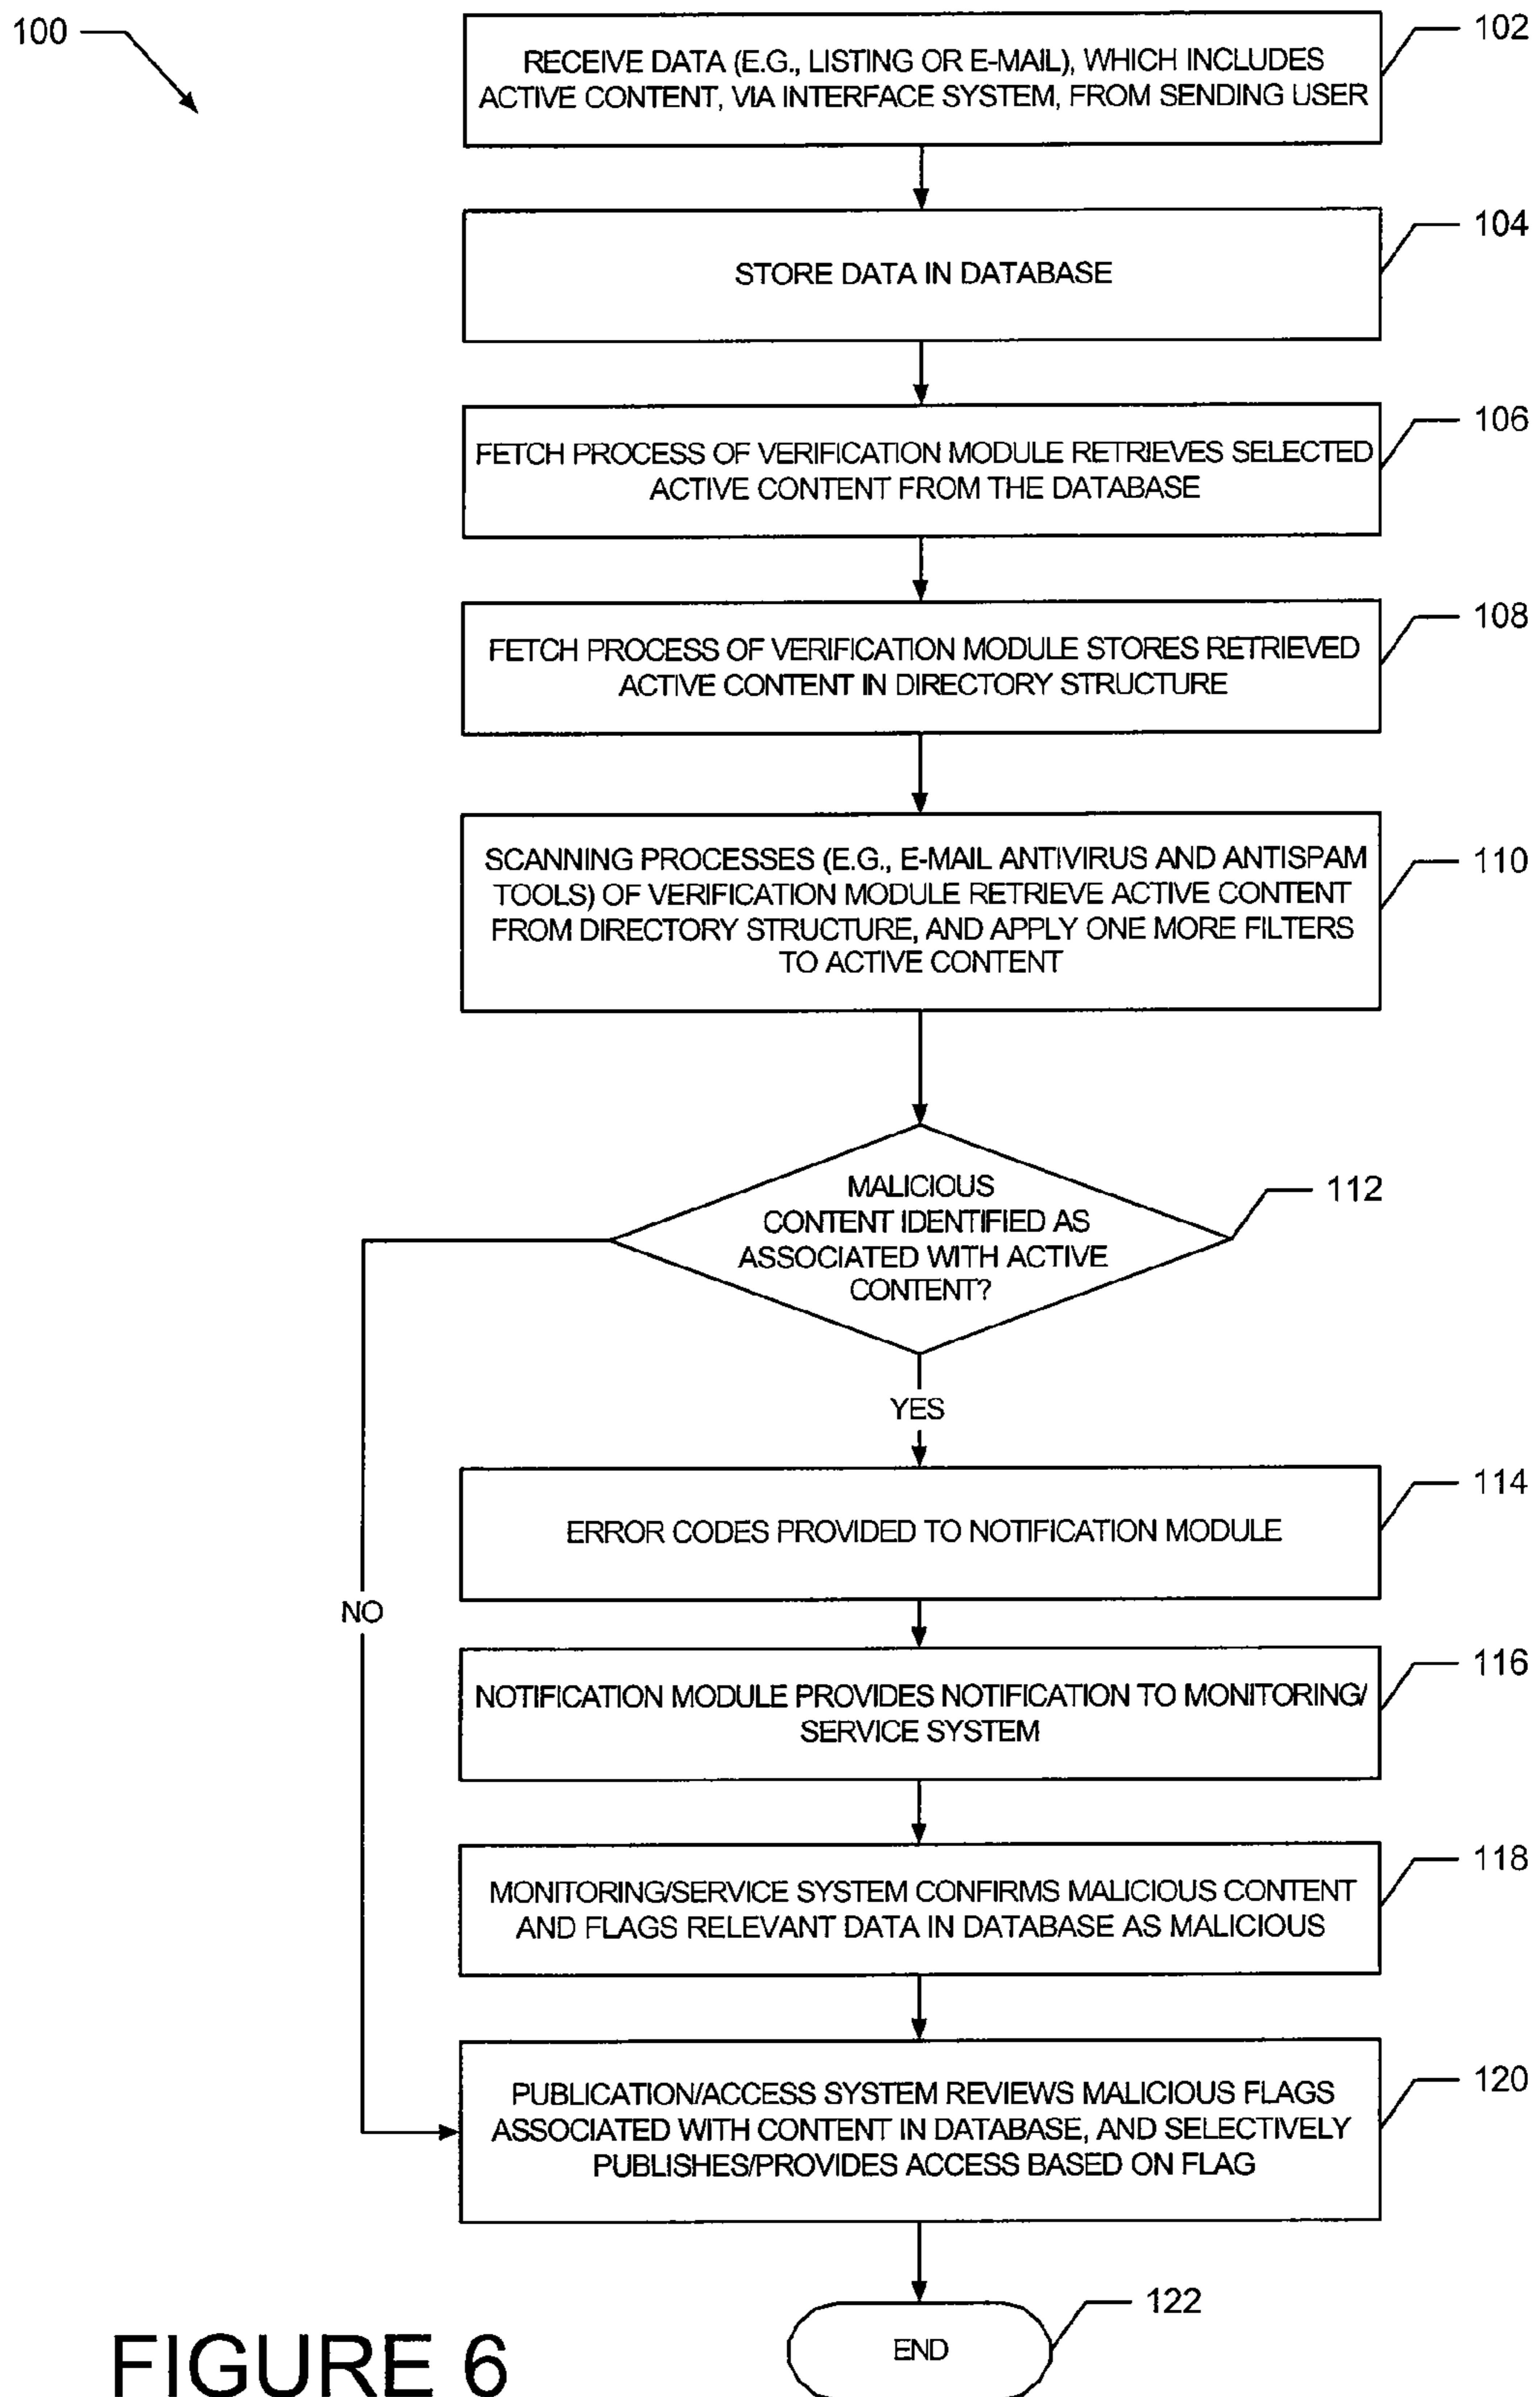 100
102
RECEIVE DATA (E.G., LISTING OR E-MAIL), WHICH INCLUDES
ACTIVE CONTENT, VIA INTERFACE SYSTEM, FROM SENDING USER
104
STORE DATA IN DATABASE
106
FETCH PROCESS OF VERIFICATION MODULE RETRIEVES SELECTED
ACTIVE CONTENT FROM THE DATABASE
108
FETCH PROCESS OF VERIFICATION MODULE STORES RETRIEVED
ACTIVE CONTENT IN DIRECTORY STRUCTURE
110
SCANNING PROCESSES (E.G., E-MAIL ANTIVIRUS AND ANTISPAM
TOOLS) OF VERIFICATION MODULE RETRIEVE ACTIVE CONTENT
FROM DIRECTORY STRUCTURE, AND APPLY ONE MORE FILTERS
TO ACTIVE CONTENT
112
MALICIOUS
CONTENT IDENTIFIED AS
ASSOCIATED WITH ACTIVE
CONTENT?
YES
114
ERROR CODES PROVIDED TO NOTIFICATION MODULE
NO
116
NOTIFICATION MODULE PROVIDES NOTIFICATION TO MONITORING/
SERVICE SYSTEM
118
MONITORING/SERVICE SYSTEM CONFIRMS MALICIOUS CONTENT
AND FLAGS RELEVANT DATA IN DATABASE AS MALICIOUS
120
PUBLICATION/ACCESS SYSTEM REVIEWS MALICIOUS FLAGS
ASSOCIATED WITH CONTENT IN DATABASE, AND SELECTIVELY
PUBLISHES/PROVIDES ACCESS BASED ON FLAG
122
END
FIGURE 6